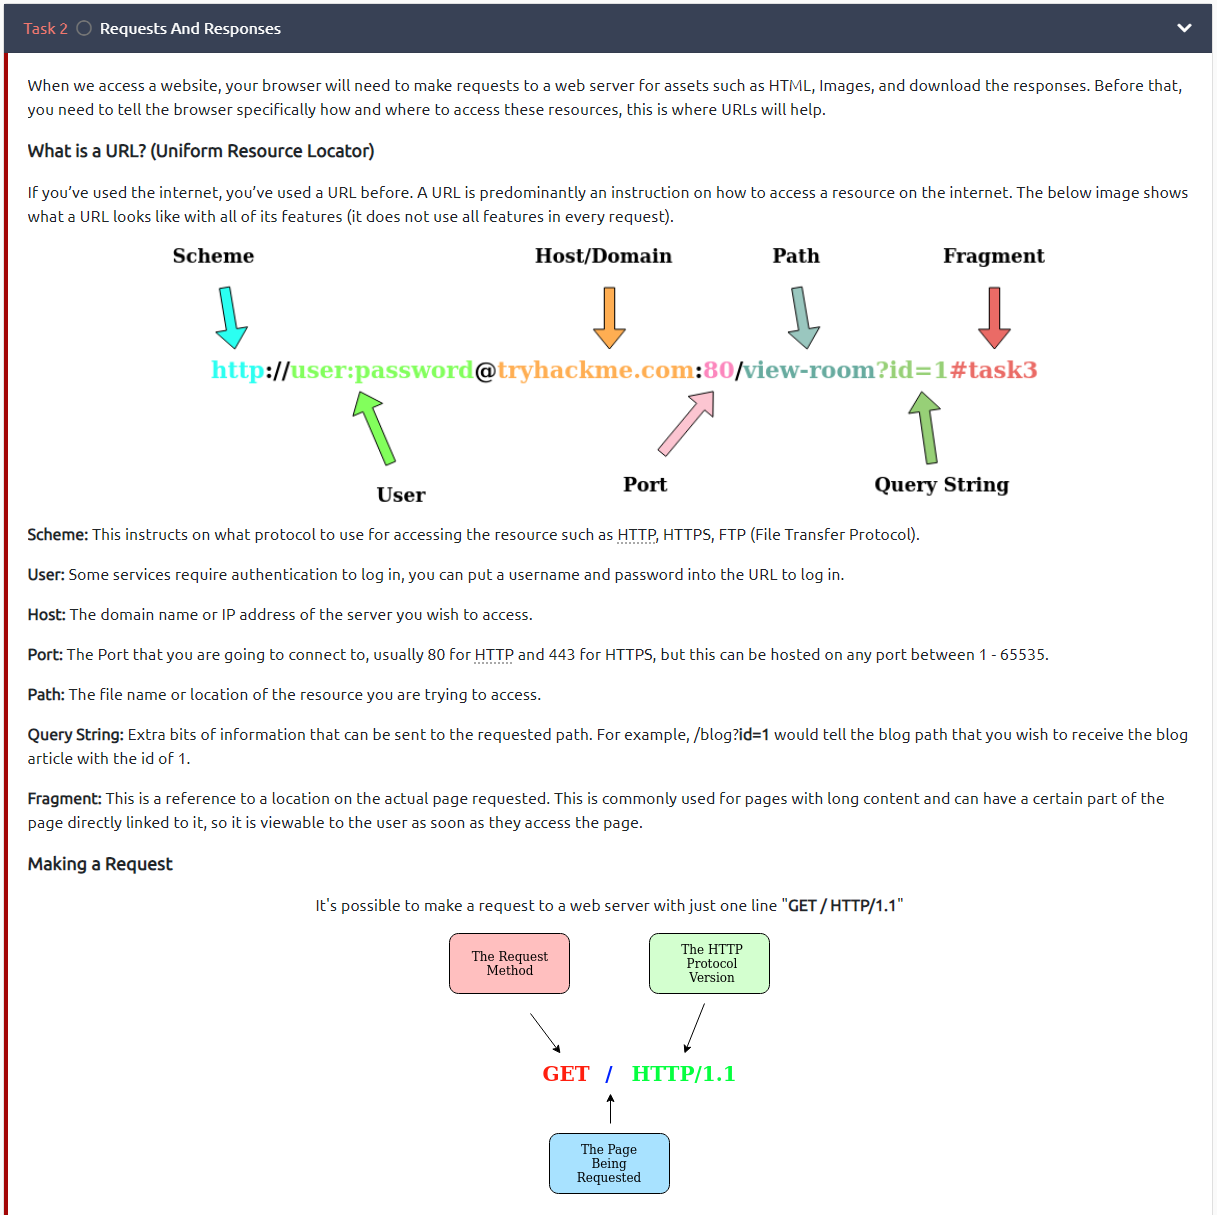 Task 2 Requests And Responses
When we access a website, your browser will need to make requests to a web server for assets such as HTML, Images, and download the responses. Before that,
you need to tell the browser specifically how and where to access these resources, this is where URLs will help.
What is a URL? (Uniform Resource Locator)
If you’ve used the internet, you’ve used a URL before. A URL is predominantly an instruction on how to access a resource on the internet. The below image shows
what a URL looks like with all of its features (it does not use all features in every request).
Scheme Host/Domain Path Fragment
http://user:password@tryhackme.com:80/view-room?id=1#task3
User Port Query String
Scheme: This instructs on what protocol to use for accessing the resource such as HTTP, HTTPS, FTP (File Transfer Protocol).
User: Some services require authentication to log in, you can put a username and password into the URL to log in.
Host: The domain name or IP address of the server you wish to access.
Port: The Port that you are going to connect to, usually 80 for HTTP and 443 for HTTPS, but this can be hosted on any port between 1 - 65535.
Path: The file name or location of the resource you are trying to access.
Query String: Extra bits of information that can be sent to the requested path. For example, /blog?id=1 would tell the blog path that you wish to receive the blog
article with the id of 1.
Fragment: This is a reference to a location on the actual page requested. This is commonly used for pages with long content and can have a certain part of the
page directly linked to it, so it is viewable to the user as soon as they access the page.
Making a Request
It's possible to make a request to a web server with just one line "GET / HTTP/1.1"
The Request
Method
The HTTP
Protocol
Version
GET / HTTP/1.1
The Page
Being
Requested